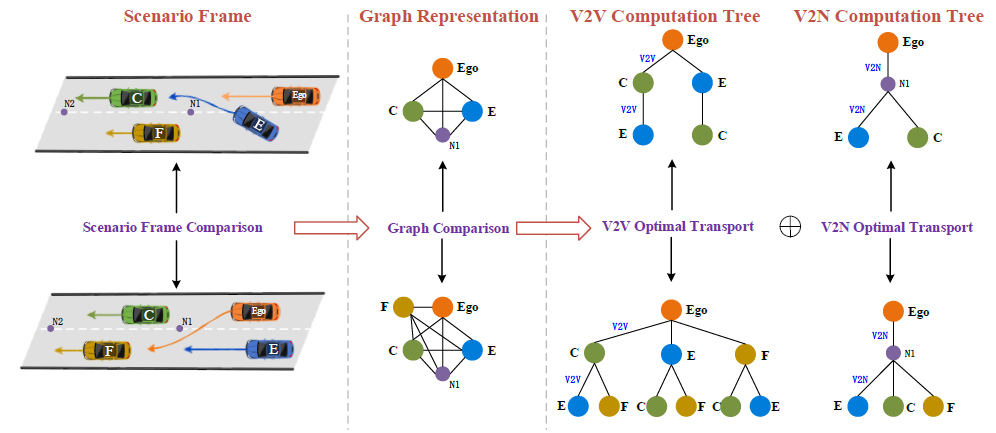 Scenario Frame
Graph Representation
V2V Computation Tree
V2N Computation Tree
N2
C
N1
Ego
F
E
Ego
C
E
N1
Ego
V2V
C
E
V2V
E
C
Ego
V2N
N1
V2N
E
C
Scenario Frame Comparison
Graph Comparison
V2V Optimal Transport
V2N Optimal Transport
N2
C
N1
Ego
F
E
F
Ego
C
E
N1
Ego
V2V
C
E
F
V2V
E
F
C
F
C
E
Ego
V2N
N1
V2N
E
C
F